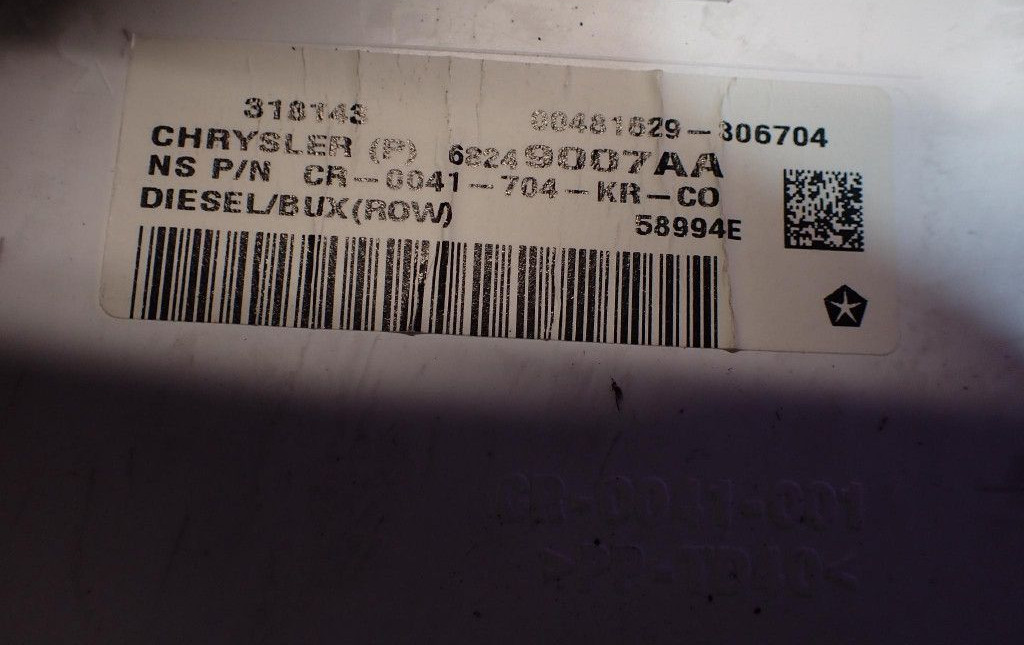 318143 00481629-306704
CHRYSLER (P) 68249007AA
NS P/N CR-0041-704-KR-CO
DIESEL/BUX(ROW) 58994E